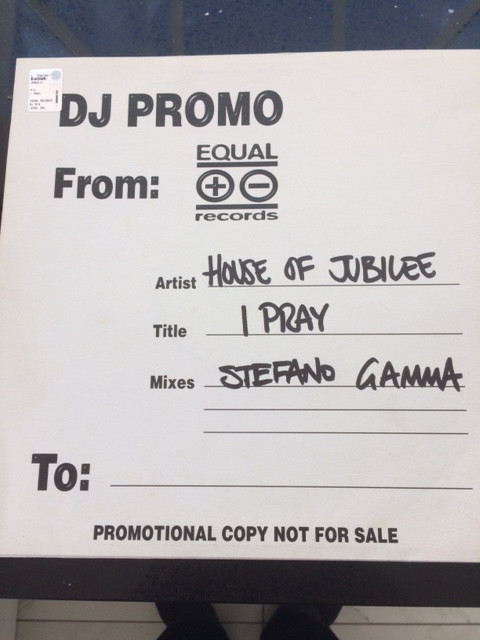 DJ PROMO
From: EQUAL
records
Artist HOUSE OF JUBILEE
Title I PRAY
Mixes STEFANO GAMMA
To:
PROMOTIONAL COPY NOT FOR SALE